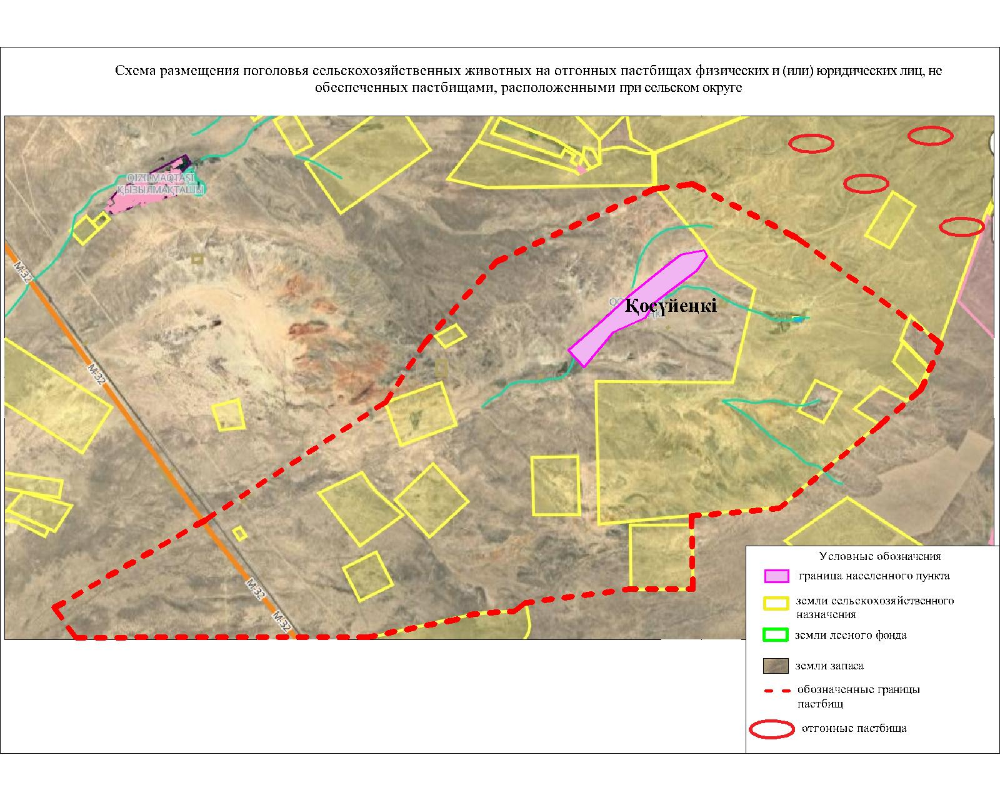 Схема размещения поголовья сельскохозяйственных животных на отгонных пастбищах физических и (или) юридических лиц, не
обеспеченных пастбищами, расположенными при сельском округе
QIZILMAQTASI
ҚЫЗЫЛМАҚТАШЫ
M-32
Қосүйеңкі
M-32
M-32
M-32
Условные обозначения
граница населенного пункта
земли сельскохозяйственного
назначения
земли лесного фонда
земли запаса
обозначенные границы
пастбищ
отгонные пастбища